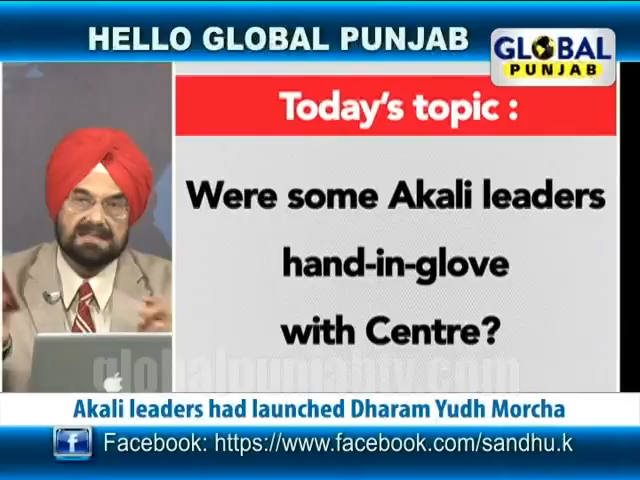 HELLO GLOBAL PUNJAB
GLOBAL
PUNJAB
Today's topic :
Were some Akali leaders
hand-in-glove
with Centre?
globalpunjabtv.com
Akali leaders had launched Dharam Yudh Morcha
f Facebook: https://www.facebook.com/sandhu.k